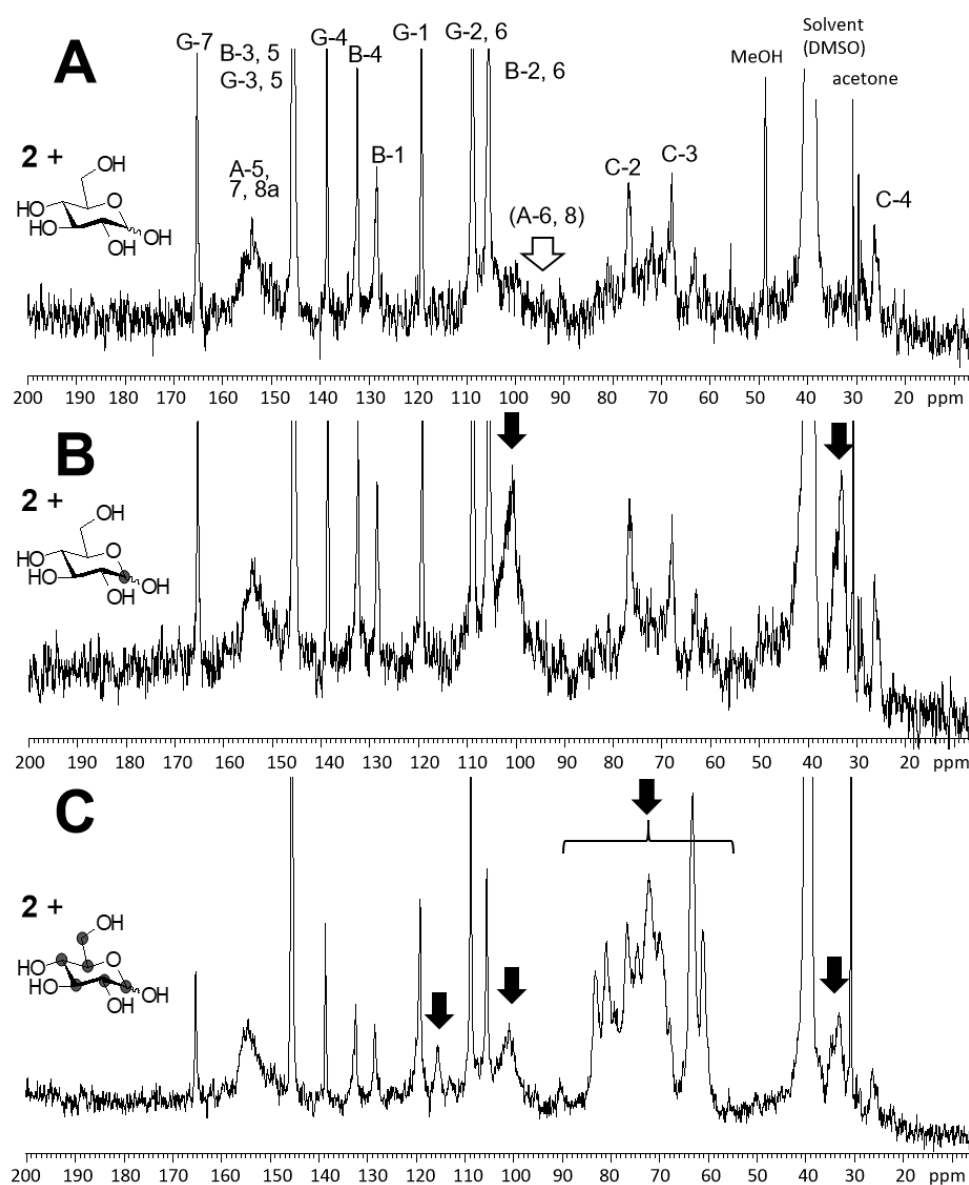 A
2 +
OH
HO
HO
O
OH
OH
G-7
B-3, 5
G-3, 5
A-5,
7, 8a
G-4
B-4
B-1
G-1
G-2, 6
B-2, 6
(A-6, 8)
C-2
C-3
MeOH
Solvent
(DMSO)
acetone
C-4
200 190 180 170 160 150 140 130 120 110 100 90 80 70 60 50 40 30 20 ppm
B
2 +
OH
HO
HO
O
OH
OH
200 190 180 170 160 150 140 130 120 110 100 90 80 70 60 50 40 30 20 ppm
C
2 +
OH
HO
HO
O
OH
OH
200 190 180 170 160 150 140 130 120 110 100 90 80 70 60 50 40 30 20 ppm